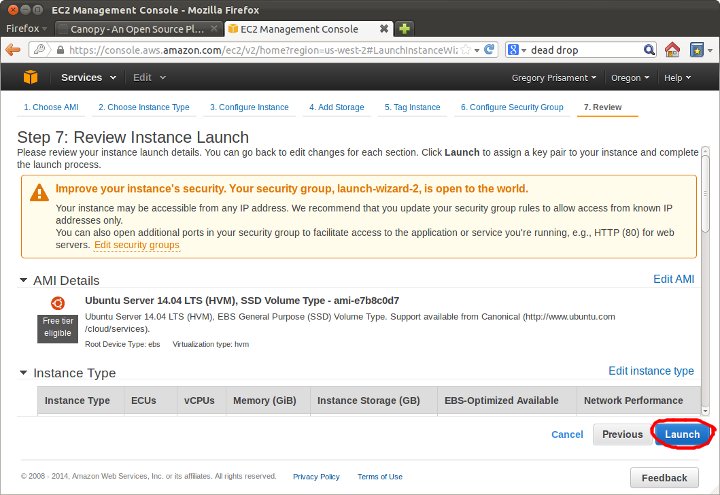 EC2 Management Console - Mozilla Firefox
Firefox
Canopy - An Open Source Pl...
EC2 Management Console
https://console.aws.amazon.com/ec2/v2/home?region=us-west-2#LaunchInstanceWiz
dead drop
Services
Edit
Gregory Prisament
Oregon
Help
1. Choose AMI
2. Choose Instance Type
3. Configure Instance
4. Add Storage
5. Tag Instance
6. Configure Security Group
7. Review
Step 7: Review Instance Launch
Please review your instance launch details. You can go back to edit changes for each section. Click Launch to assign a key pair to your instance and complete
the launch process.
Improve your instance's security. Your security group, launch-wizard-2, is open to the world.
Your instance may be accessible from any IP address. We recommend that you update your security group rules to allow access from known IP
addresses only.
You can also open additional ports in your security group to facilitate access to the application or service you're running, e.g., HTTP (80) for web
servers. Edit security groups
AMI Details
Edit AMI
Free tier
eligible
Ubuntu Server 14.04 LTS (HVM), SSD Volume Type - ami-e7b8c0d7
Ubuntu Server 14.04 LTS (HVM), EBS General Purpose (SSD) Volume Type. Support available from Canonical (http://www.ubuntu.com
/cloud/services).
Root Device Type: ebs Virtualization type: hvm
Instance Type
Edit instance type
Instance Type
ECUs
vCPUs
Memory (GiB)
Instance Storage (GB)
EBS-Optimized Available
Network Performance
Cancel
Previous
Launch
© 2008 - 2014, Amazon Web Services, Inc. or its affiliates. All rights reserved.
Privacy Policy
Terms of Use
Feedback